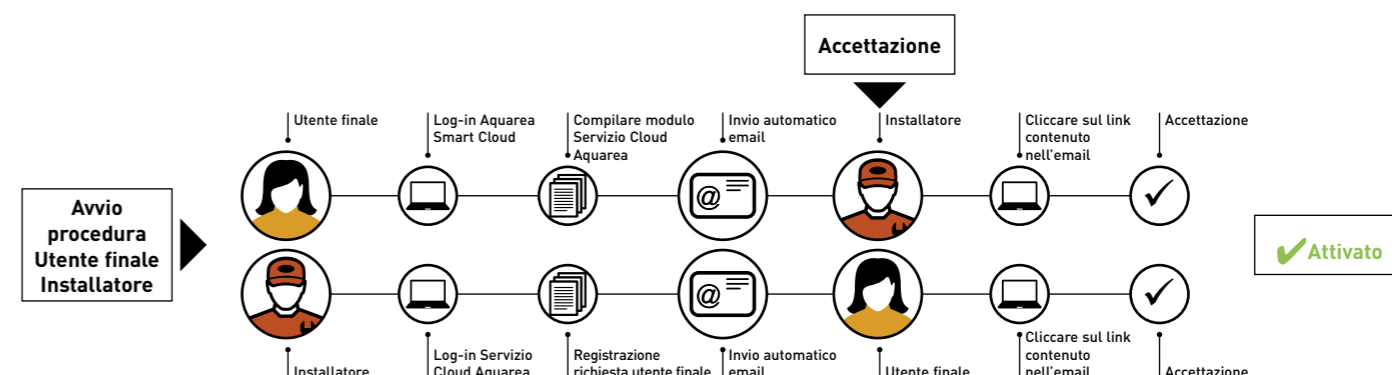 Accettazione
Utente finale
Log-in Aquarea
Smart Cloud
Compilare modulo
Servizio Cloud
Aquarea
Invio automatico
email
Installatore
Cliccare sul link
contenuto
nell'email
Accettazione
Avvio
procedura
Utente finale
Installatore
@
✔Attivato
@
Installatore
Log-in Servizio
Cloud Aquarea
Registrazione
richiesta utente finale
Invio automatico
email
Utente finale
Cliccare sul link
contenuto
nell'email
Accettazione